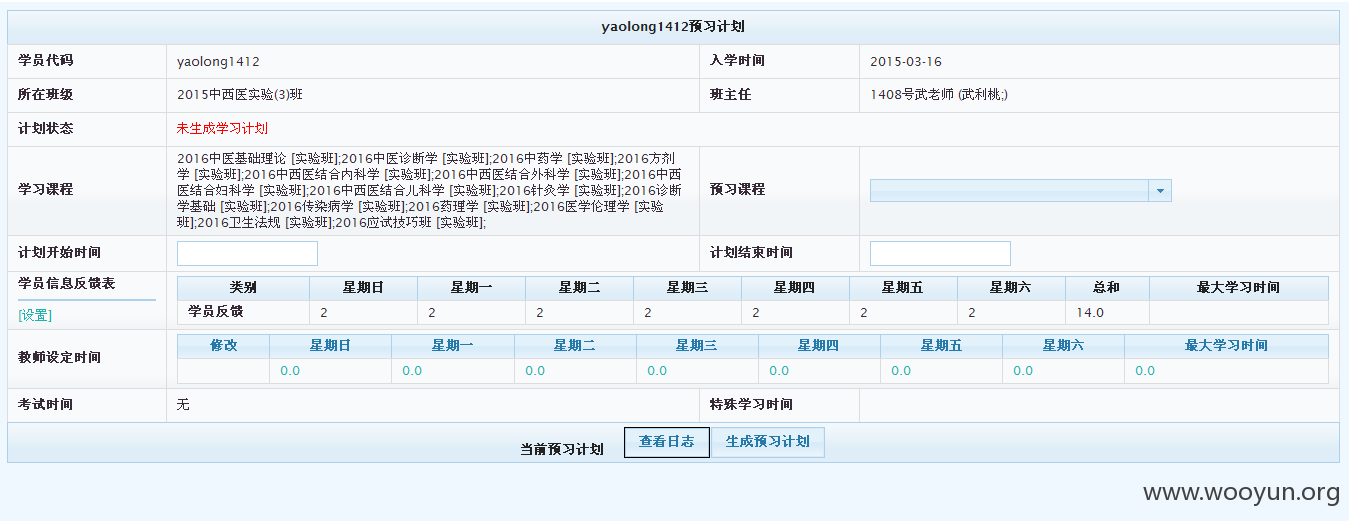 yaolong1412预习计划
学员代码 yaolong1412 入学时间 2015-03-16
所在班级 2015中西医实验(3)班 班主任 1408号武老师 (武利桃;)
计划状态 未生成学习计划
2016中医基础理论 [实验班];2016中医诊断学 [实验班];2016中药学 [实验班];2016方剂
学 [实验班];2016中西医结合内科学 [实验班];2016中西医结合外科学 [实验班];2016中西
学习课程 医结合妇科学 [实验班];2016中西医结合儿科学 [实验班];2016针灸学 [实验班];2016诊断 预习课程
学基础 [实验班];2016传染病学 [实验班];2016药理学 [实验班];2016医学伦理学 [实验
班];2016卫生法规 [实验班];2016应试技巧班 [实验班];
计划开始时间 计划结束时间
学员信息反馈表 类别 星期日 星期一 星期二 星期三 星期四 星期五 星期六 总和 最大学习时间
[设置] 学员反馈 2 2 2 2 2 2 2 14.0
教师设定时间 修改 星期日 星期一 星期二 星期三 星期四 星期五 星期六 最大学习时间
0.0 0.0 0.0 0.0 0.0 0.0 0.0 0.0
考试时间 无 特殊学习时间
当前预习计划 查看日志 生成预习计划
www.wooyun.org